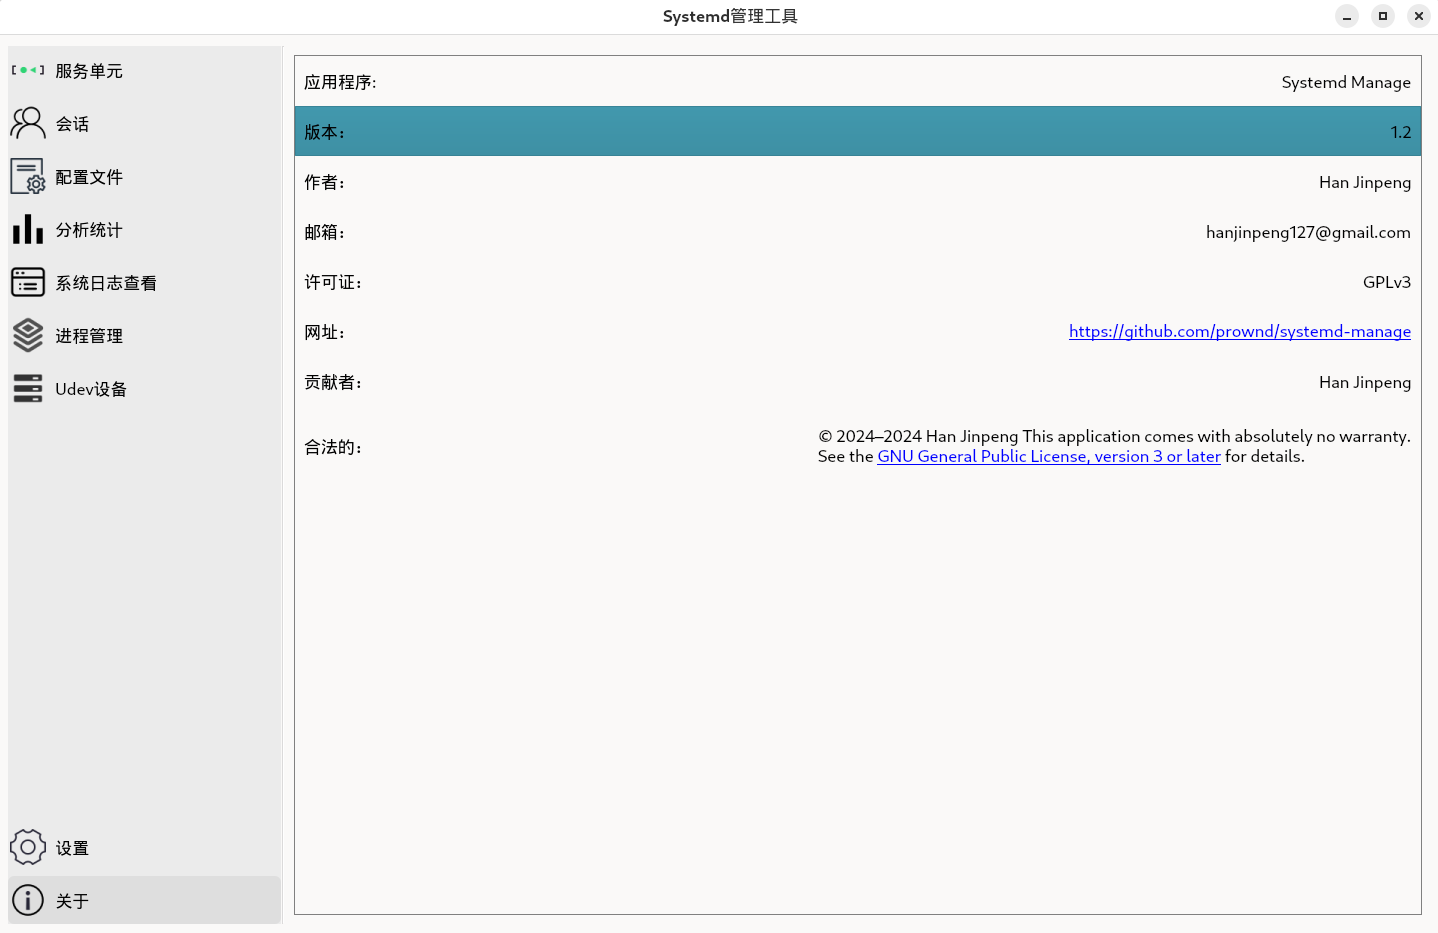 Systemd管理工具
服务单元
会话
配置文件
分析统计
系统日志查看
进程管理
Udev设备
设置
关于
应用程序: Systemd Manage
版本： 1.2
作者： Han Jinpeng
邮箱： hanjinpeng127@gmail.com
许可证： GPLv3
网址： https://github.com/prownd/systemd-manage
贡献者： Han Jinpeng
合法的： © 2024–2024 Han Jinpeng This application comes with absolutely no warranty.
See the GNU General Public License, version 3 or later for details.